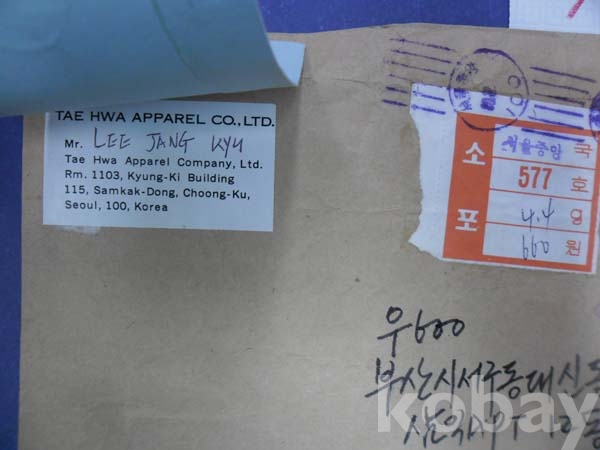 TAE HWA APPAREL CO., LTD.
Mr. LEE JANG KYU
Tae Hwa Apparel Company, Ltd.
Rm. 1103, Kyung-Ki Building
115, Samkak-Dong, Choong-Ku,
Seoul, 100, Korea
소포
서울중앙 국
577 호
4.4 g
660 원
우600
부산시서구동대신동
kobay